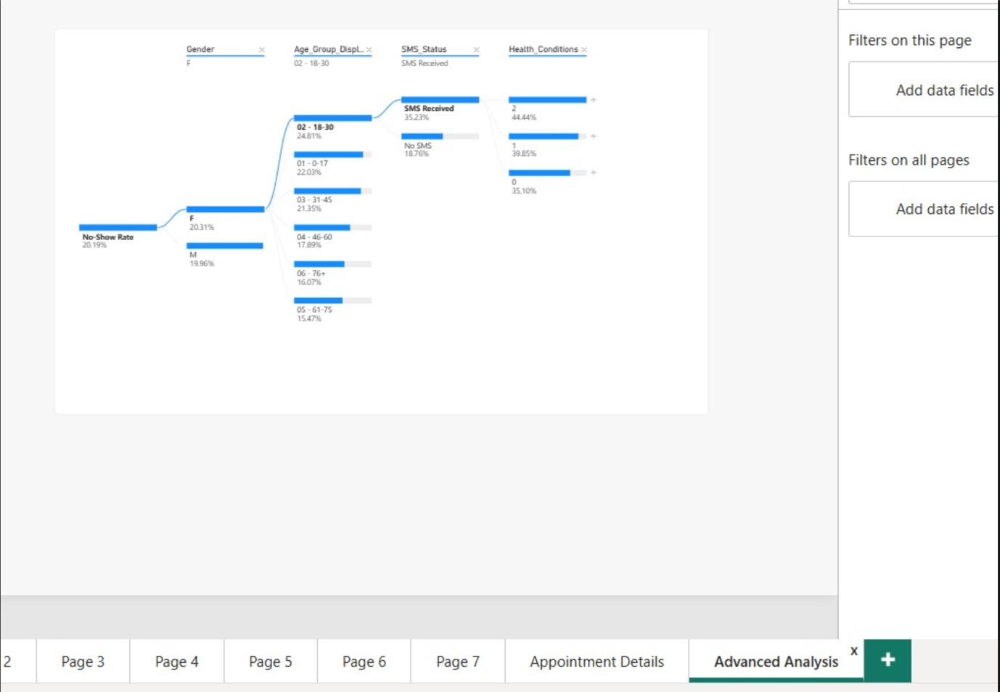 Gender ×
F
Age_Group_Displ... ×
02 - 18-30
SMS_Status ×
SMS Received
Health_Conditions ×
No-Show Rate
20.19%
F
20.31%
M
19.96%
02 - 18-30
24.81%
01 - 0-17
22.03%
03 - 31-45
21.35%
04 - 46-60
17.89%
06 - 76+
16.07%
05 - 61-75
15.47%
SMS Received
35.23%
No SMS
18.76%
2
44.44%
1
39.85%
0
35.10%
Filters on this page
Add data fields
Filters on all pages
Add data fields
2
Page 3
Page 4
Page 5
Page 6
Page 7
Appointment Details
Advanced Analysis
x
+